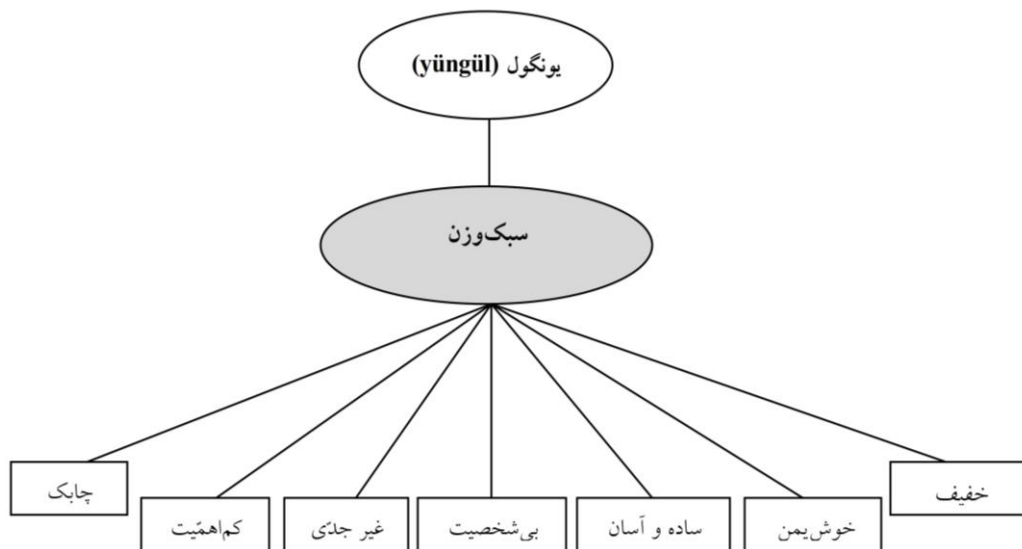 یونگول (yüngül)
سبک‌وزن
خفیف
خوش‌یمن
ساده و آسان
بی‌شخصیت
غیر جدّی
کم‌اهمّیت
چابک